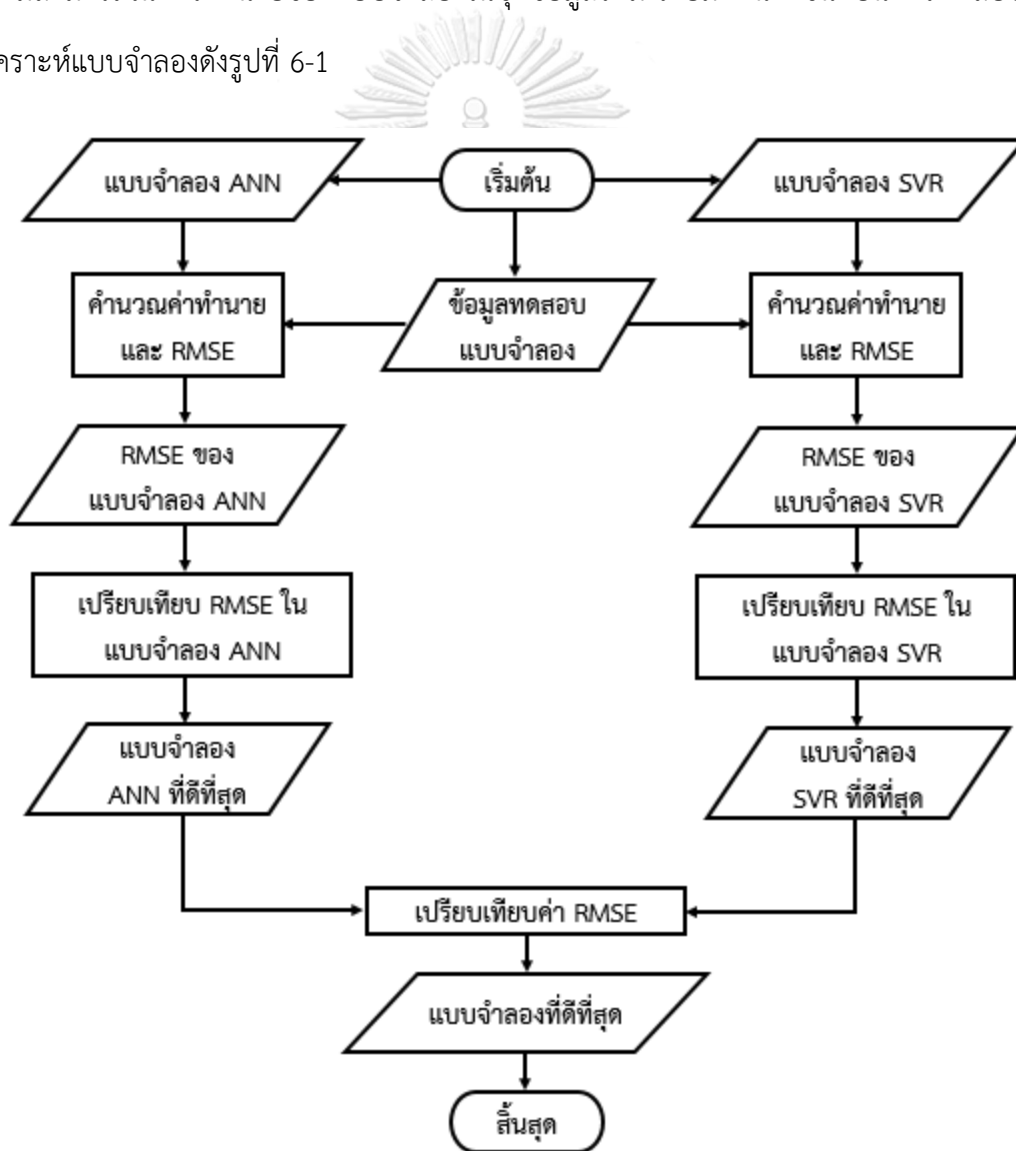 คราะห์แบบจำลองดังรูปที่ 6-1
แบบจำลอง ANN
เริ่มต้น
แบบจำลอง SVR
คำนวณค่าทำนาย
และ RMSE
ข้อมูลทดสอบ
แบบจำลอง
คำนวณค่าทำนาย
และ RMSE
RMSE ของ
แบบจำลอง ANN
RMSE ของ
แบบจำลอง SVR
เปรียบเทียบ RMSE ใน
แบบจำลอง ANN
เปรียบเทียบ RMSE ใน
แบบจำลอง SVR
แบบจำลอง
ANN ที่ดีที่สุด
แบบจำลอง
SVR ที่ดีที่สุด
เปรียบเทียบค่า RMSE
แบบจำลองที่ดีที่สุด
สิ้นสุด